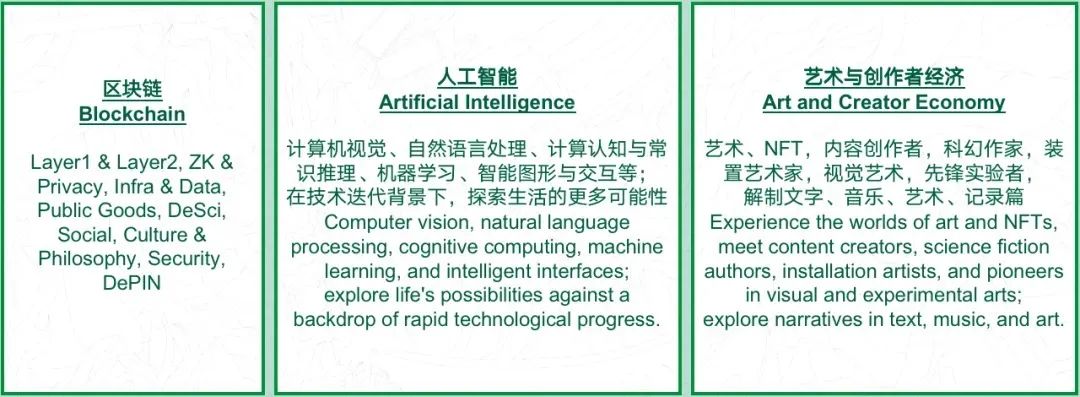 区块链
Blockchain
Layer1 & Layer2, ZK &
Privacy, Infra & Data,
Public Goods, DeSci,
Social, Culture &
Philosophy, Security,
DePIN
人工智能
Artificial Intelligence
计算机视觉、自然语言处理、计算认知与常
识推理、机器学习、智能图形与交互等；
在技术迭代背景下，探索生活的更多可能性
Computer vision, natural language
processing, cognitive computing, machine
learning, and intelligent interfaces;
explore life's possibilities against a
backdrop of rapid technological progress.
艺术与创作者经济
Art and Creator Economy
艺术、NFT，内容创作者，科幻作家，装
置艺术家，视觉艺术，先锋实验者，
解制文字、音乐、艺术、记录篇
Experience the worlds of art and NFTs,
meet content creators, science fiction
authors, installation artists, and pioneers
in visual and experimental arts;
explore narratives in text, music, and art.